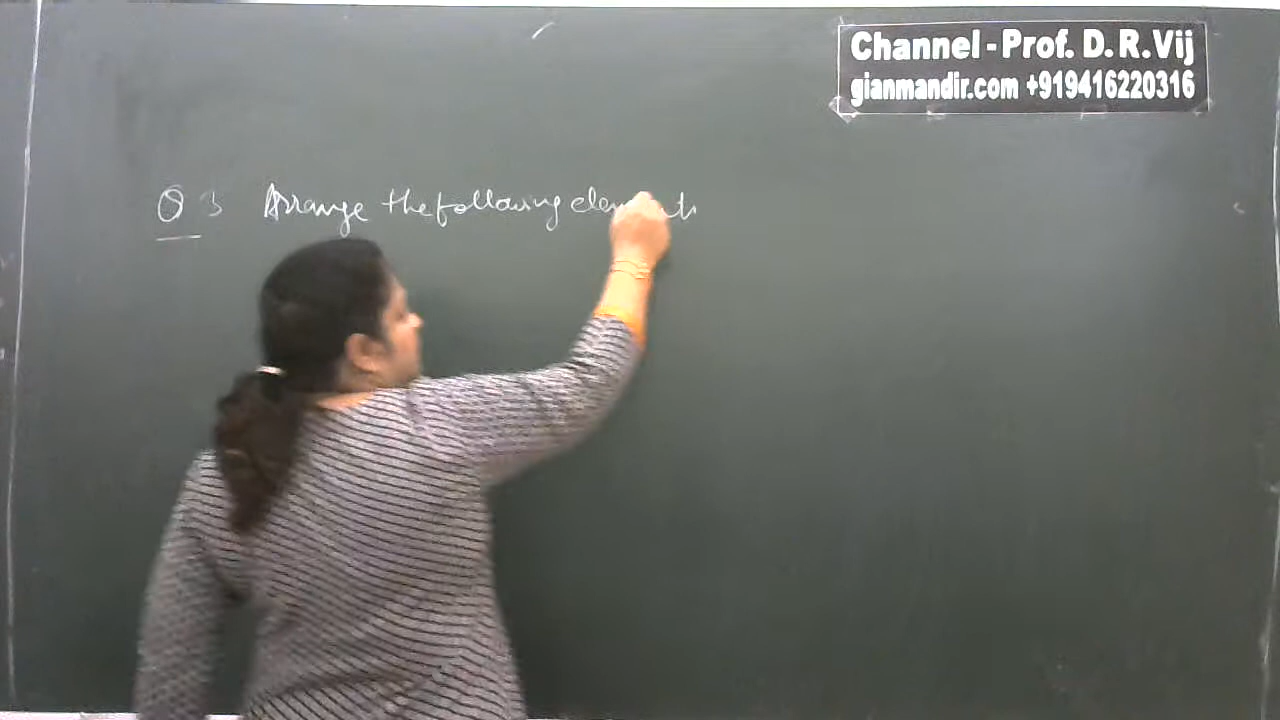 Channel - Prof. D. R. Vij
gianmandir.com +919416220316
Q 3 Arrange the following elements